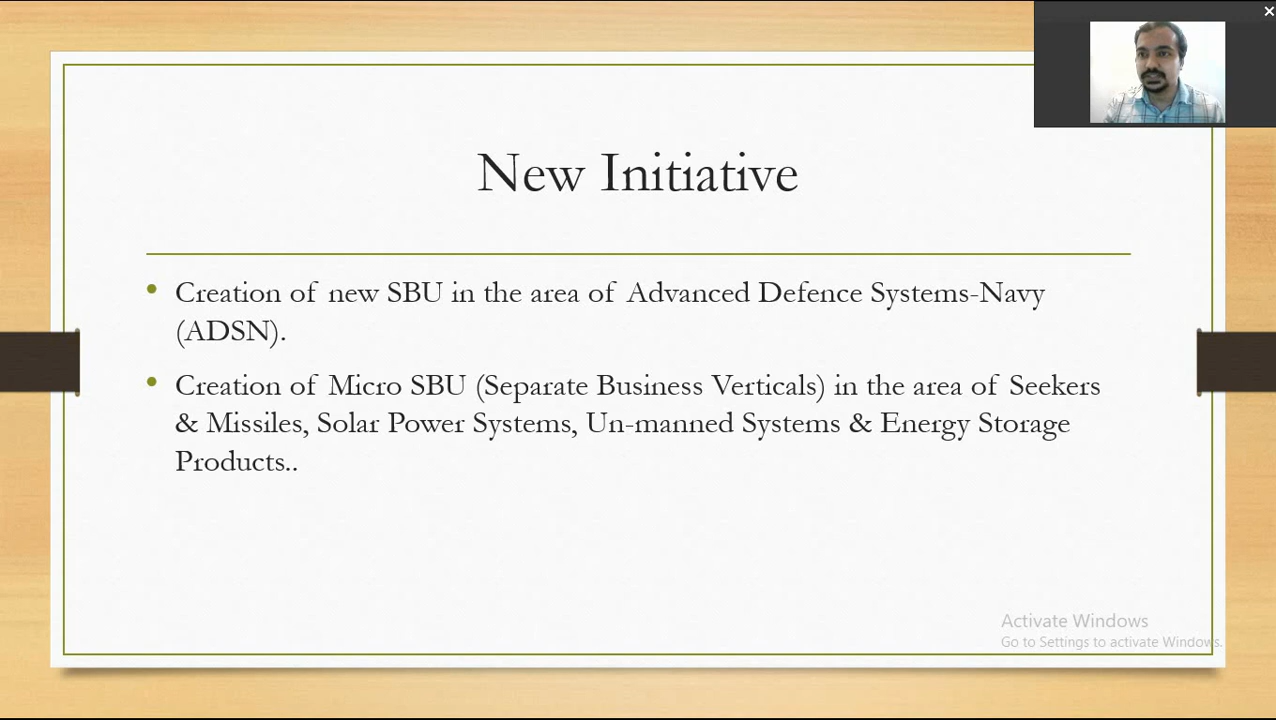 New Initiative
• Creation of new SBU in the area of Advanced Defence Systems-Navy
(ADSN).
• Creation of Micro SBU (Separate Business Verticals) in the area of Seekers
& Missiles, Solar Power Systems, Un-manned Systems & Energy Storage
Products..
Activate Windows
Go to Settings to activate Windows.